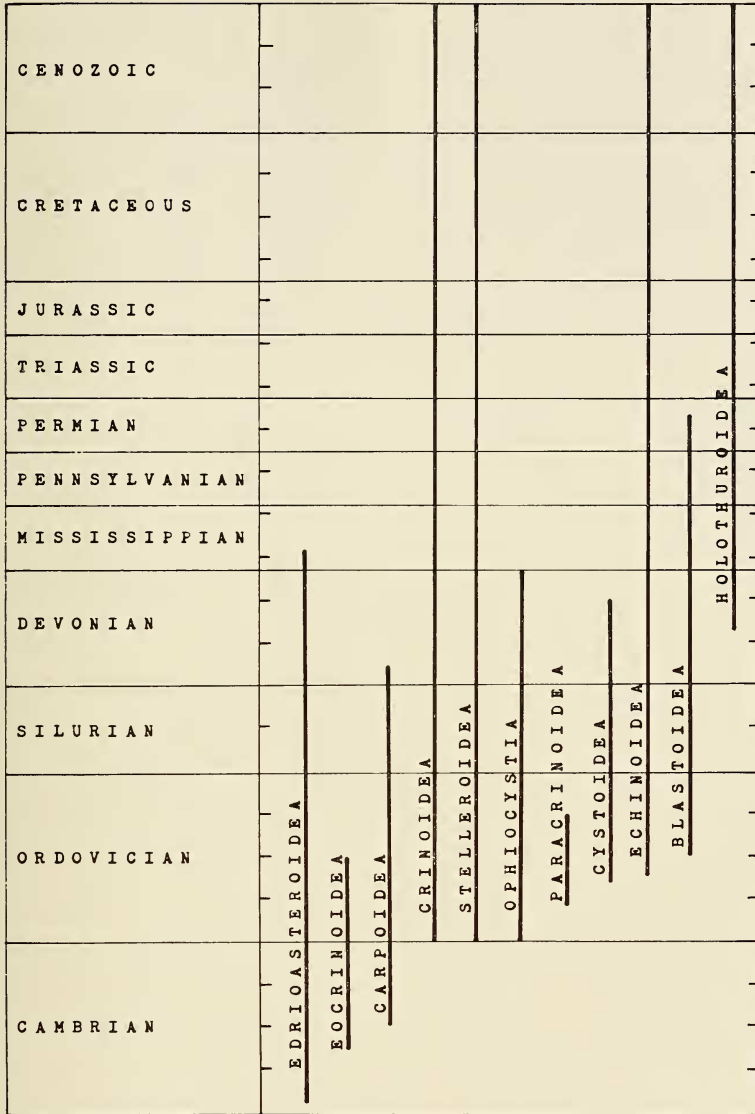 CENOZOIC
CRETACEOUS
JURASSIC
TRIASSIC
PERMIAN
PENNSYLVANIAN
MISSISSIPPIAN
DEVONIAN
SILURIAN
ORDOVICIAN
CAMBRIAN
EDRIOASTEROIDEA
EOCRINOIDEA
CARPOIDEA
CRINOIDEA
STELLEROIDEA
OPHIOCYSTIA
PARACRINOIDEA
CYSTOIDEA
ECHINOIDEA
BLASTOIDEA
HOLOTHUROIDEA